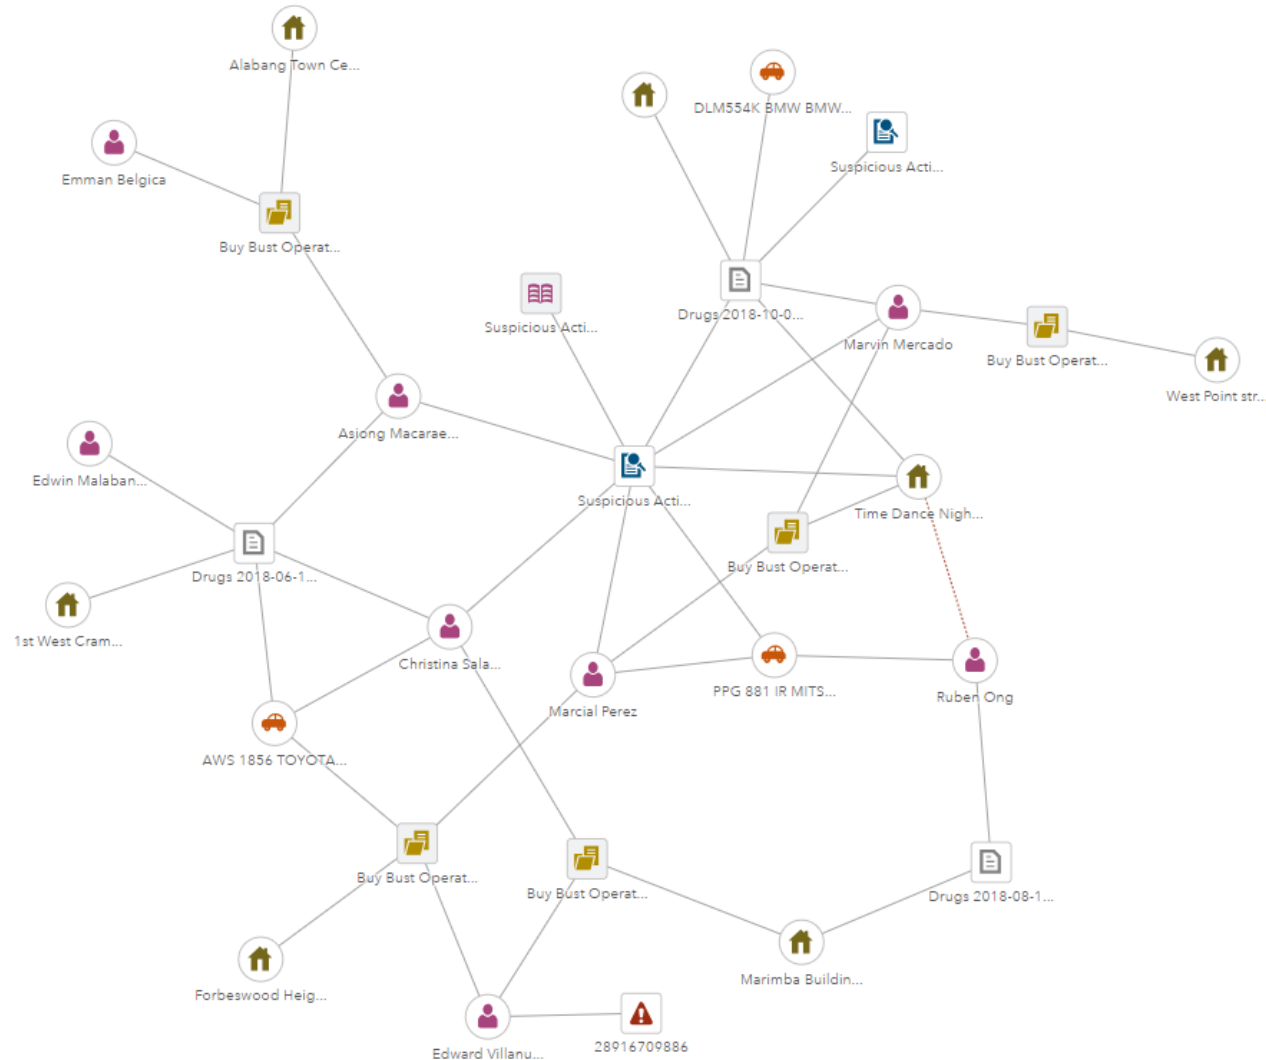 Alabang Town Ce...
DLM554K BMW BMW...
Suspicious Acti...
Emman Belgica
Buy Bust Operat...
Suspicious Acti...
Drugs 2018-10-0...
Marvin Mercado
Buy Bust Operat...
West Point str...
Asiong Macarae...
Edwin Malaban...
Suspicious Acti...
Time Dance Nigh...
Drugs 2018-06-1...
Buy Bust Operat...
1st West Cram...
Christina Sala...
Marcial Perez
PPG 881 IR MITS...
Ruben Ong
AWS 1856 TOYOTA...
Buy Bust Operat...
Buy Bust Operat...
Drugs 2018-08-1...
Forbeswood Heig...
Marimba Buildin...
Edward Villanu...
28916709886